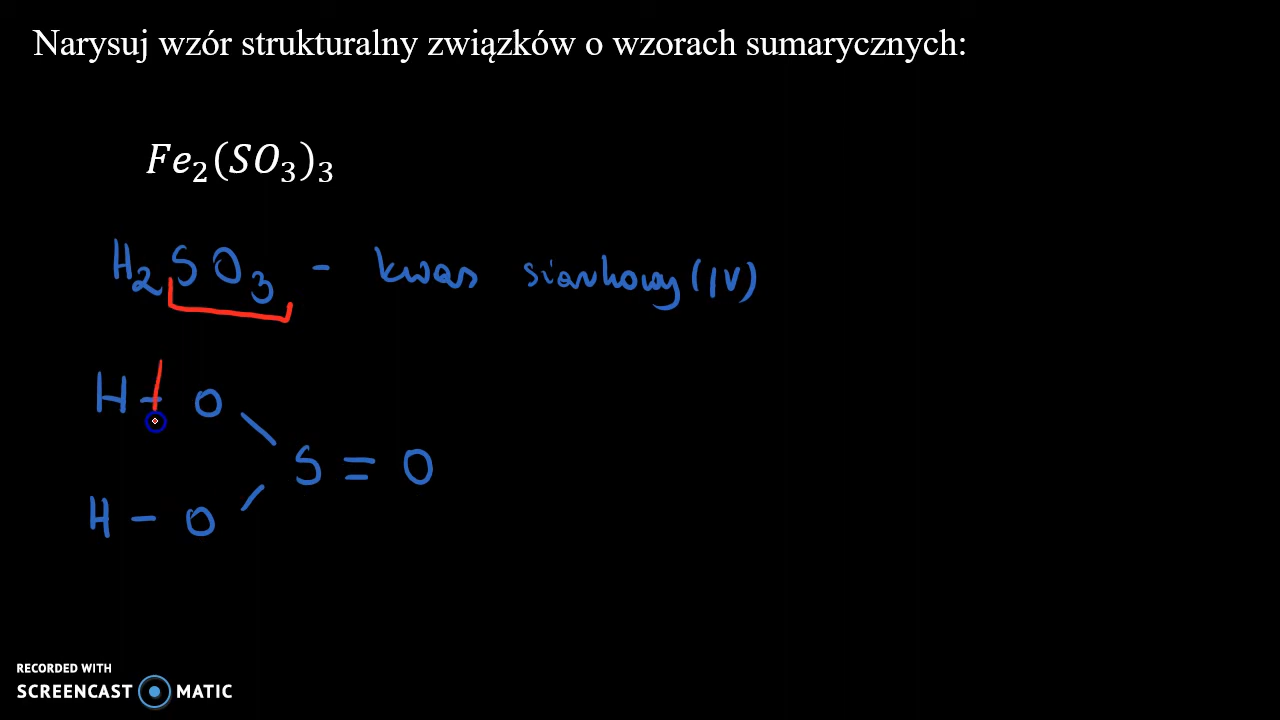 Narysuj wzór strukturalny związków o wzorach sumarycznych:
Fe₂(SO₃)₃
H₂SO₃ - kwas siarkowy (IV)
H - O
S = O
H - O
RECORDED WITH
SCREENCAST MATIC